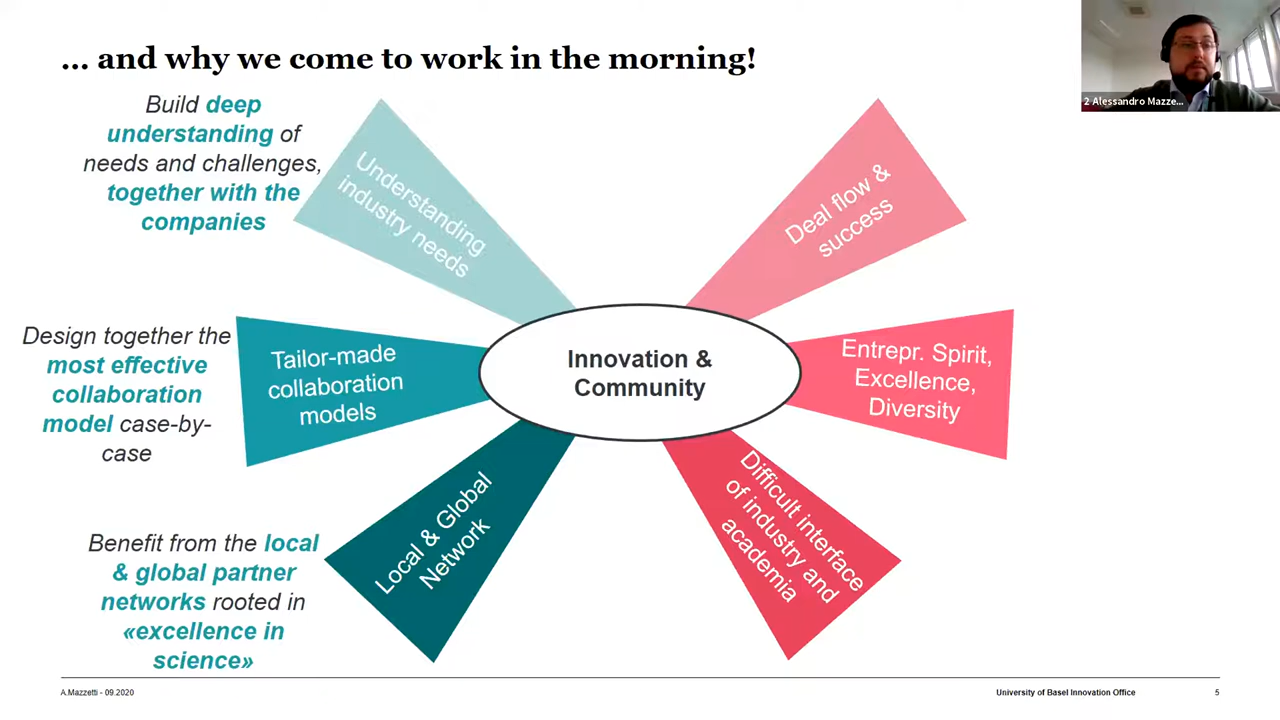 ... and why we come to work in the morning!
2 Alessandro Mazze...
Build deep
understanding of
needs and challenges,
together with the
companies
Understanding
industry needs
Deal flow &
success
Design together the
most effective
collaboration
model case-by-
case
Tailor-made
collaboration
models
Innovation &
Community
Entrepr. Spirit,
Excellence,
Diversity
Benefit from the local
& global partner
networks rooted in
«excellence in
science»
Local & Global
Network
Difficult interface
of industry and
academia
A.Mazzetti - 09.2020
University of Basel Innovation Office
5